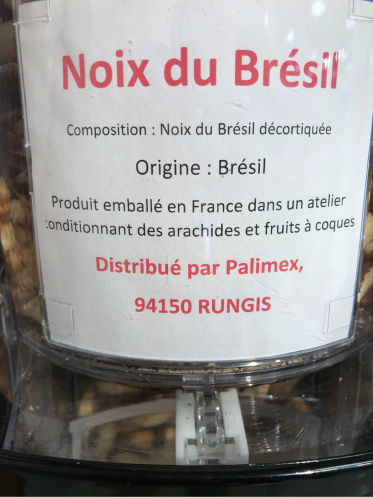 Noix du Brésil
Composition : Noix du Brésil décortiquée
Origine : Brésil
Produit emballé en France dans un atelier
conditionnant des arachides et fruits à coques
Distribué par Palimex,
94150 RUNGIS